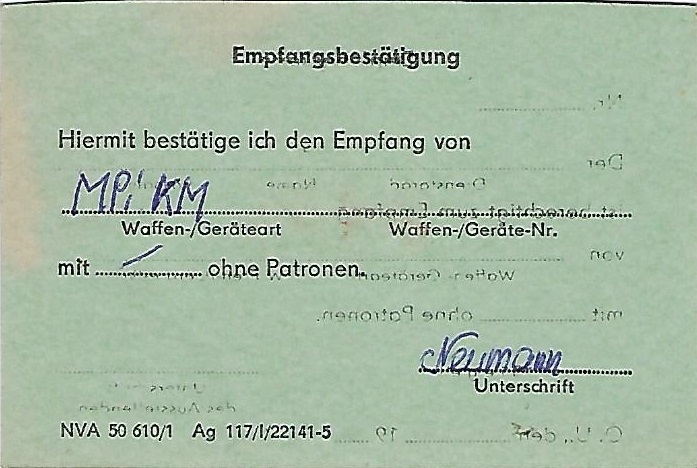 Empfangsbestätigung
Hiermit bestätige ich den Empfang von
MPi KM
Waffen-/Geräteart Waffen-/Geräte-Nr.
mit ............ ohne Patronen.
Neumann
Unterschrift
NVA 50 610/1 Ag 117/I/22141-5